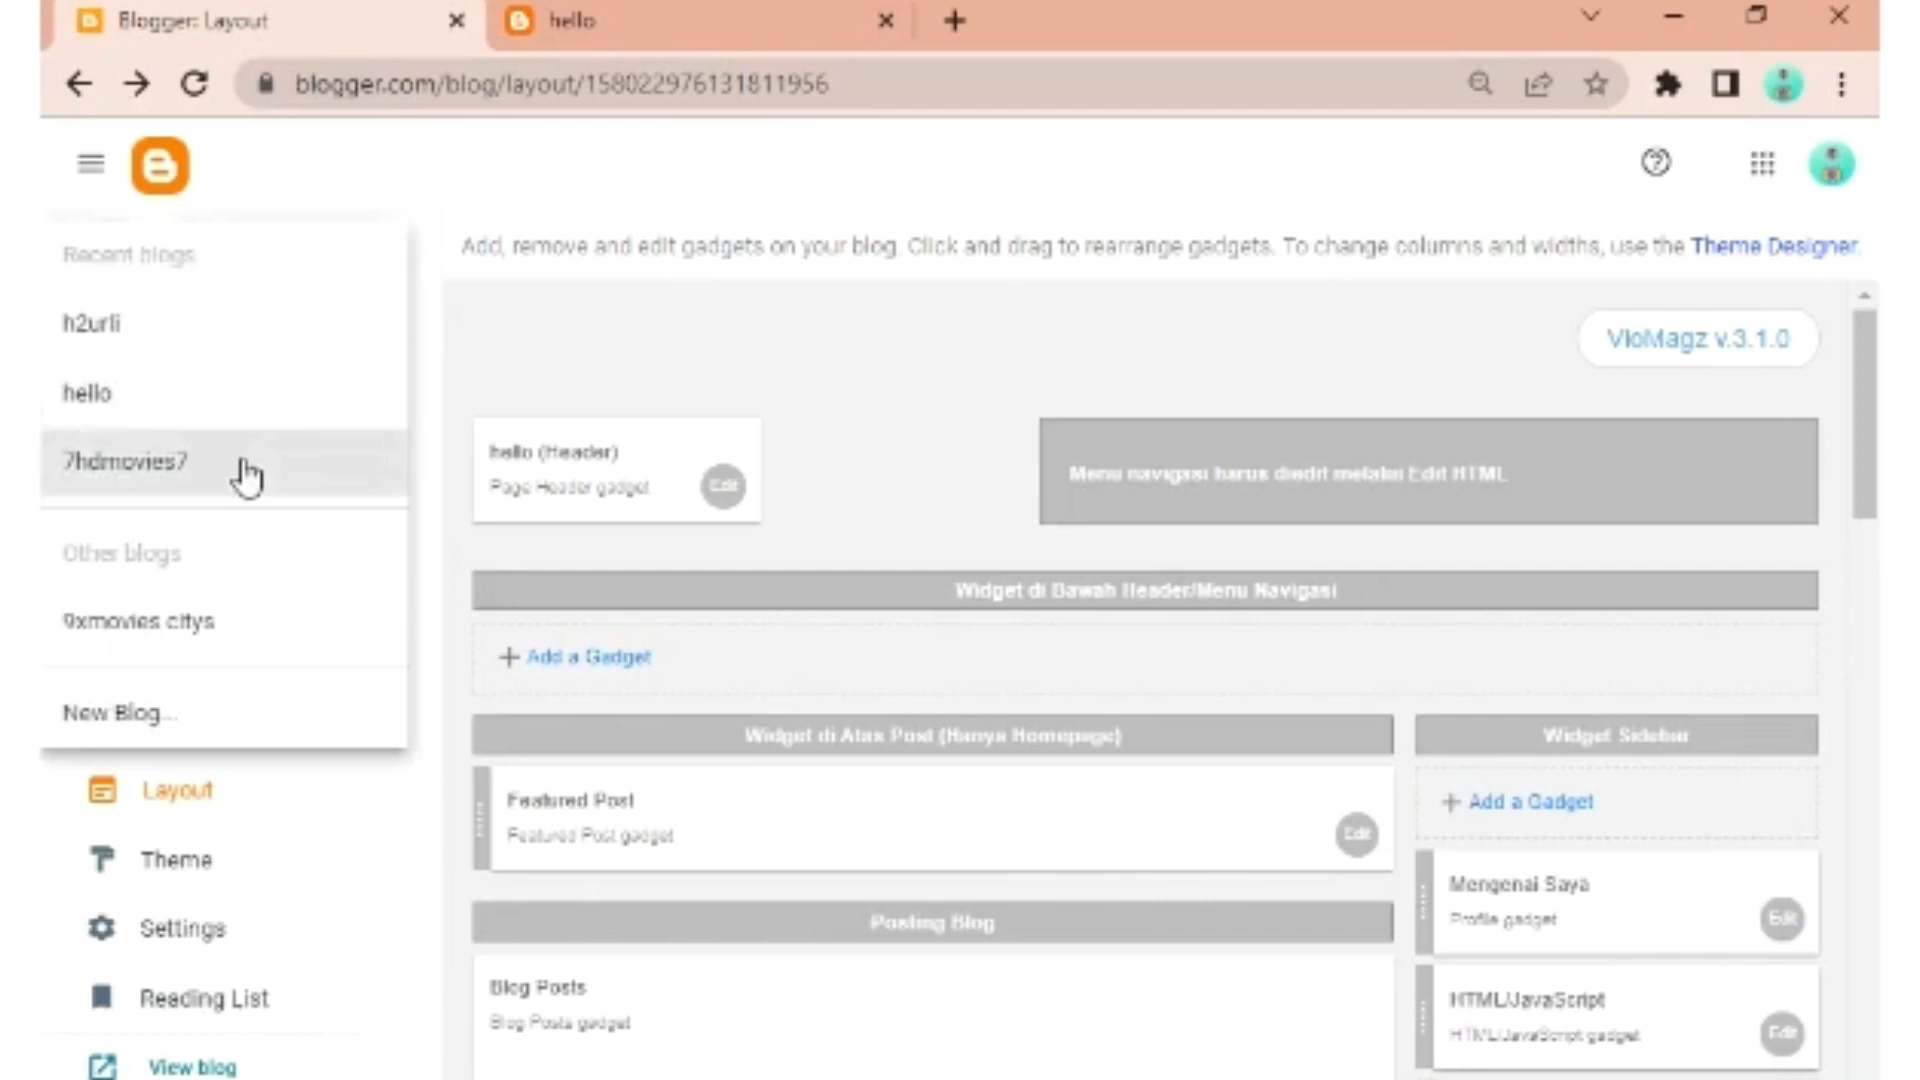 Blogger: Layout
hello
blogger.com/blog/layout/1580229761318119956
Recent blogs
h2urli
hello
7hdmovies7
Other blogs
9xmovies citys
New Blog...
Layout
Theme
Settings
Reading List
View blog
Add, remove and edit gadgets on your blog. Click and drag to rearrange gadgets. To change columns and widths, use the Theme Designer.
VioMagz v.3.1.0
hello (Header)
Page Header gadget
Edit
Menu navigasi harus diedit melalui Edit HTML
Widget di Bawah Header/Menu Navigasi
+ Add a Gadget
Widget di Atas Post (Hanya Homepage)
Featured Post
Featured Post gadget
Edit
Posting Blog
Blog Posts
Blog Posts gadget
Widget Sidebar
+ Add a Gadget
Mengenai Saya
Profile gadget
Edit
HTML/JavaScript
HTML/JavaScript gadget
Edit